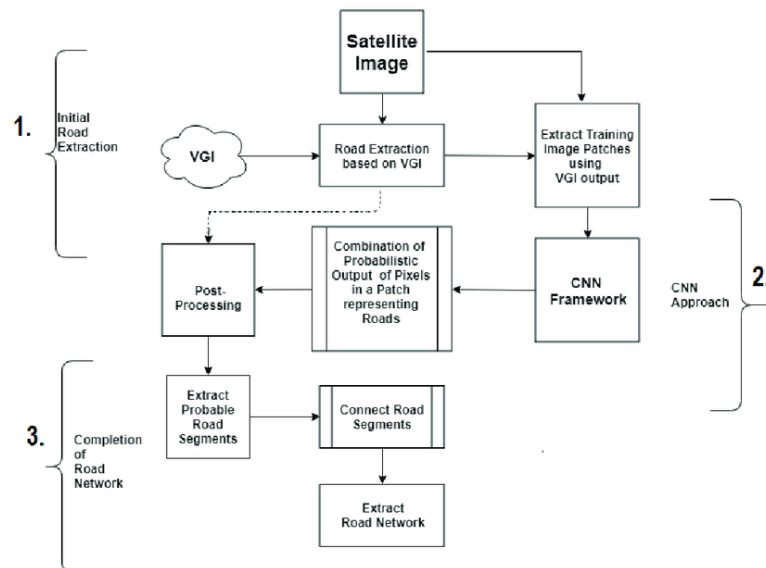 Satellite
Image
1.
Initial
Road
Extraction
VGI
Road Extraction
based on VGI
Extract Training
Image Patches
using
VGI output
Post-
Processing
Combination of
Probabilistic
Output of Pixels
in a Patch
representing
Roads
CNN
Framework
CNN
Approach
2.
3.
Completion
of
Road
Network
Extract
Probable
Road
Segments
Connect Road
Segments
Extract
Road Network